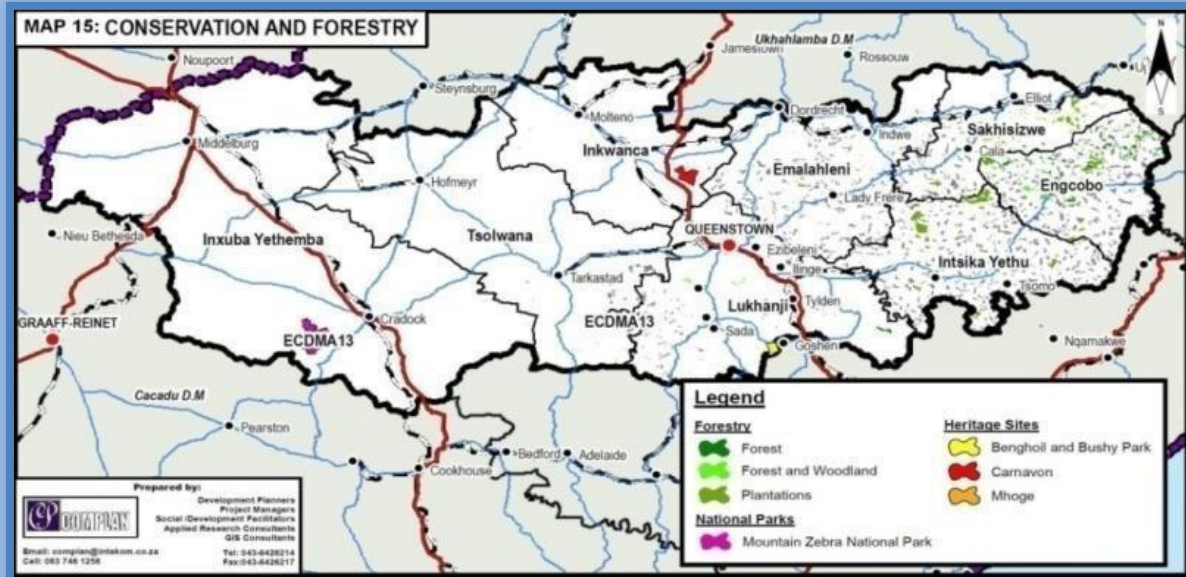 MAP 15: CONSERVATION AND FORESTRY
N
S
Noupoort
Jamestown
Ukhahlamba D.M
Rossouw
Steynsburg
Elliot
Molteno
Dordrecht
Indwe
Sakhisizwe
Middelburg
Inkwanca
Cala
Emalahleni
Hofmeyr
Engcobo
Lady Frere
Nieu Bethesda
Inxuba Yethemba
Tsolwana
QUEENSTOWN
Ezibeleni
Ilinge
Intsika Yethu
Tarkastad
Tsomo
Lukhanji
Tylden
GRAAFF-REINET
Cradock
ECDMA13
ECDMA13
Sada
Goshen
Nqamakwe
Cacadu D.M
Pearston
Bedford
Adelaide
Cookhouse
Legend
Forestry
Forest
Forest and Woodland
Plantations
National Parks
Mountain Zebra National Park
Heritage Sites
Benghoil and Bushy Park
Carnavon
Mhoge
Prepared by:
COMPLAN
Development Planners
Project Managers
Social /Development Facilitators
Applied Research Consultants
GIS Consultants
Email: complan@intekom.co.za
Cell: 083 746 1256
Tel: 043-6426214
Fax:043-6426217